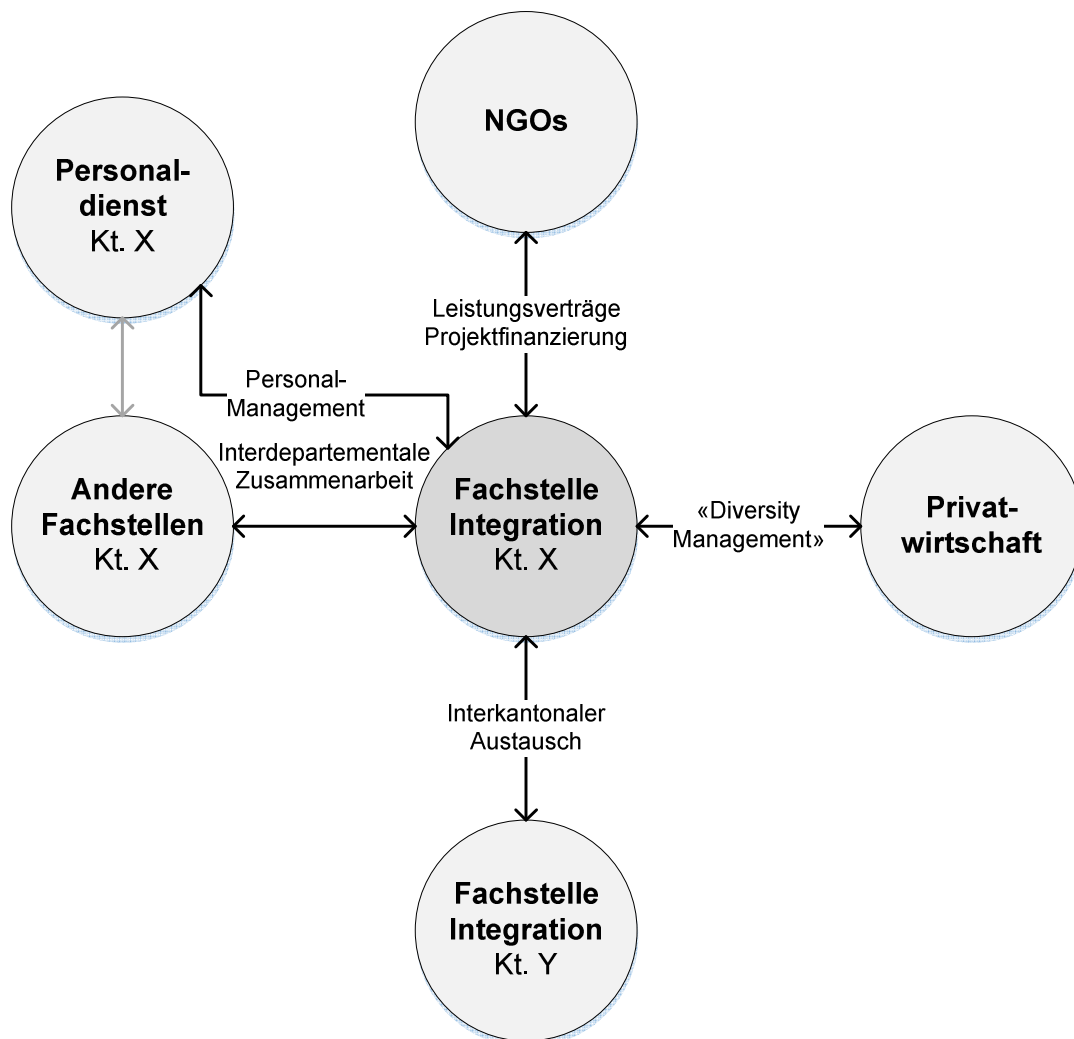 NGOs
Personal-
dienst
Kt. X
Leistungsverträge
Projektfinanzierung
Personal-
Management
Interdepartementale
Zusammenarbeit
Andere
Fachstellen
Kt. X
Fachstelle
Integration
Kt. X
«Diversity
Management»
Privat-
wirtschaft
Interkantonaler
Austausch
Fachstelle
Integration
Kt. Y